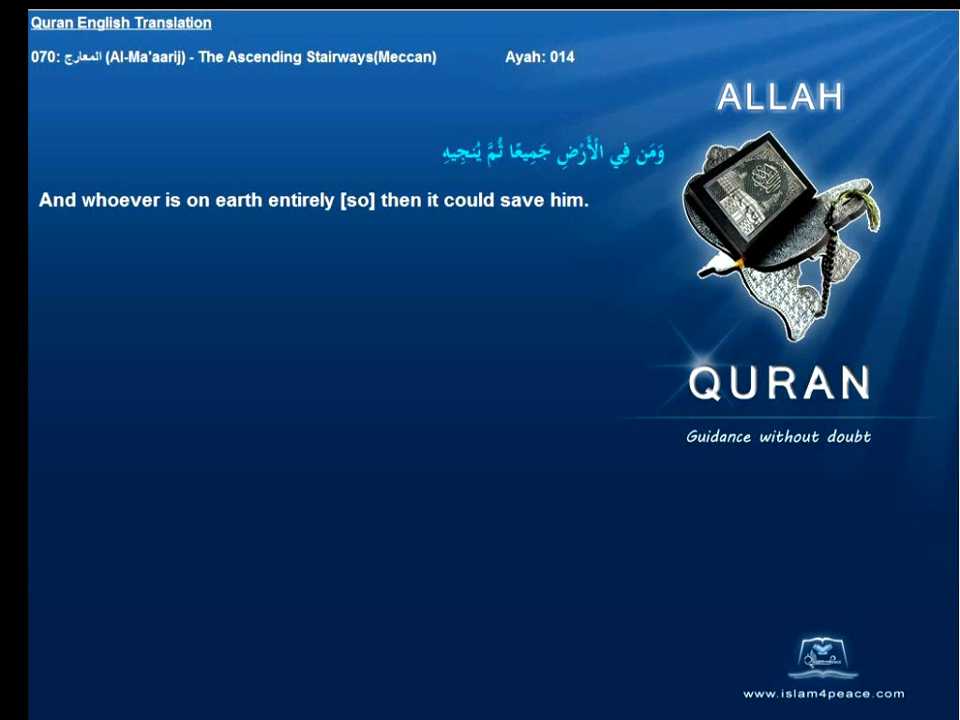 Quran English Translation
070: المعارج (Al-Ma'aarij) - The Ascending Stairways(Meccan) Ayah: 014
ALLAH
وَمَن فِي الْأَرْضِ جَمِيعًا ثُمَّ يُنجِيهِ
And whoever is on earth entirely [so] then it could save him.
QURAN
Guidance without doubt
www.islam4peace.com